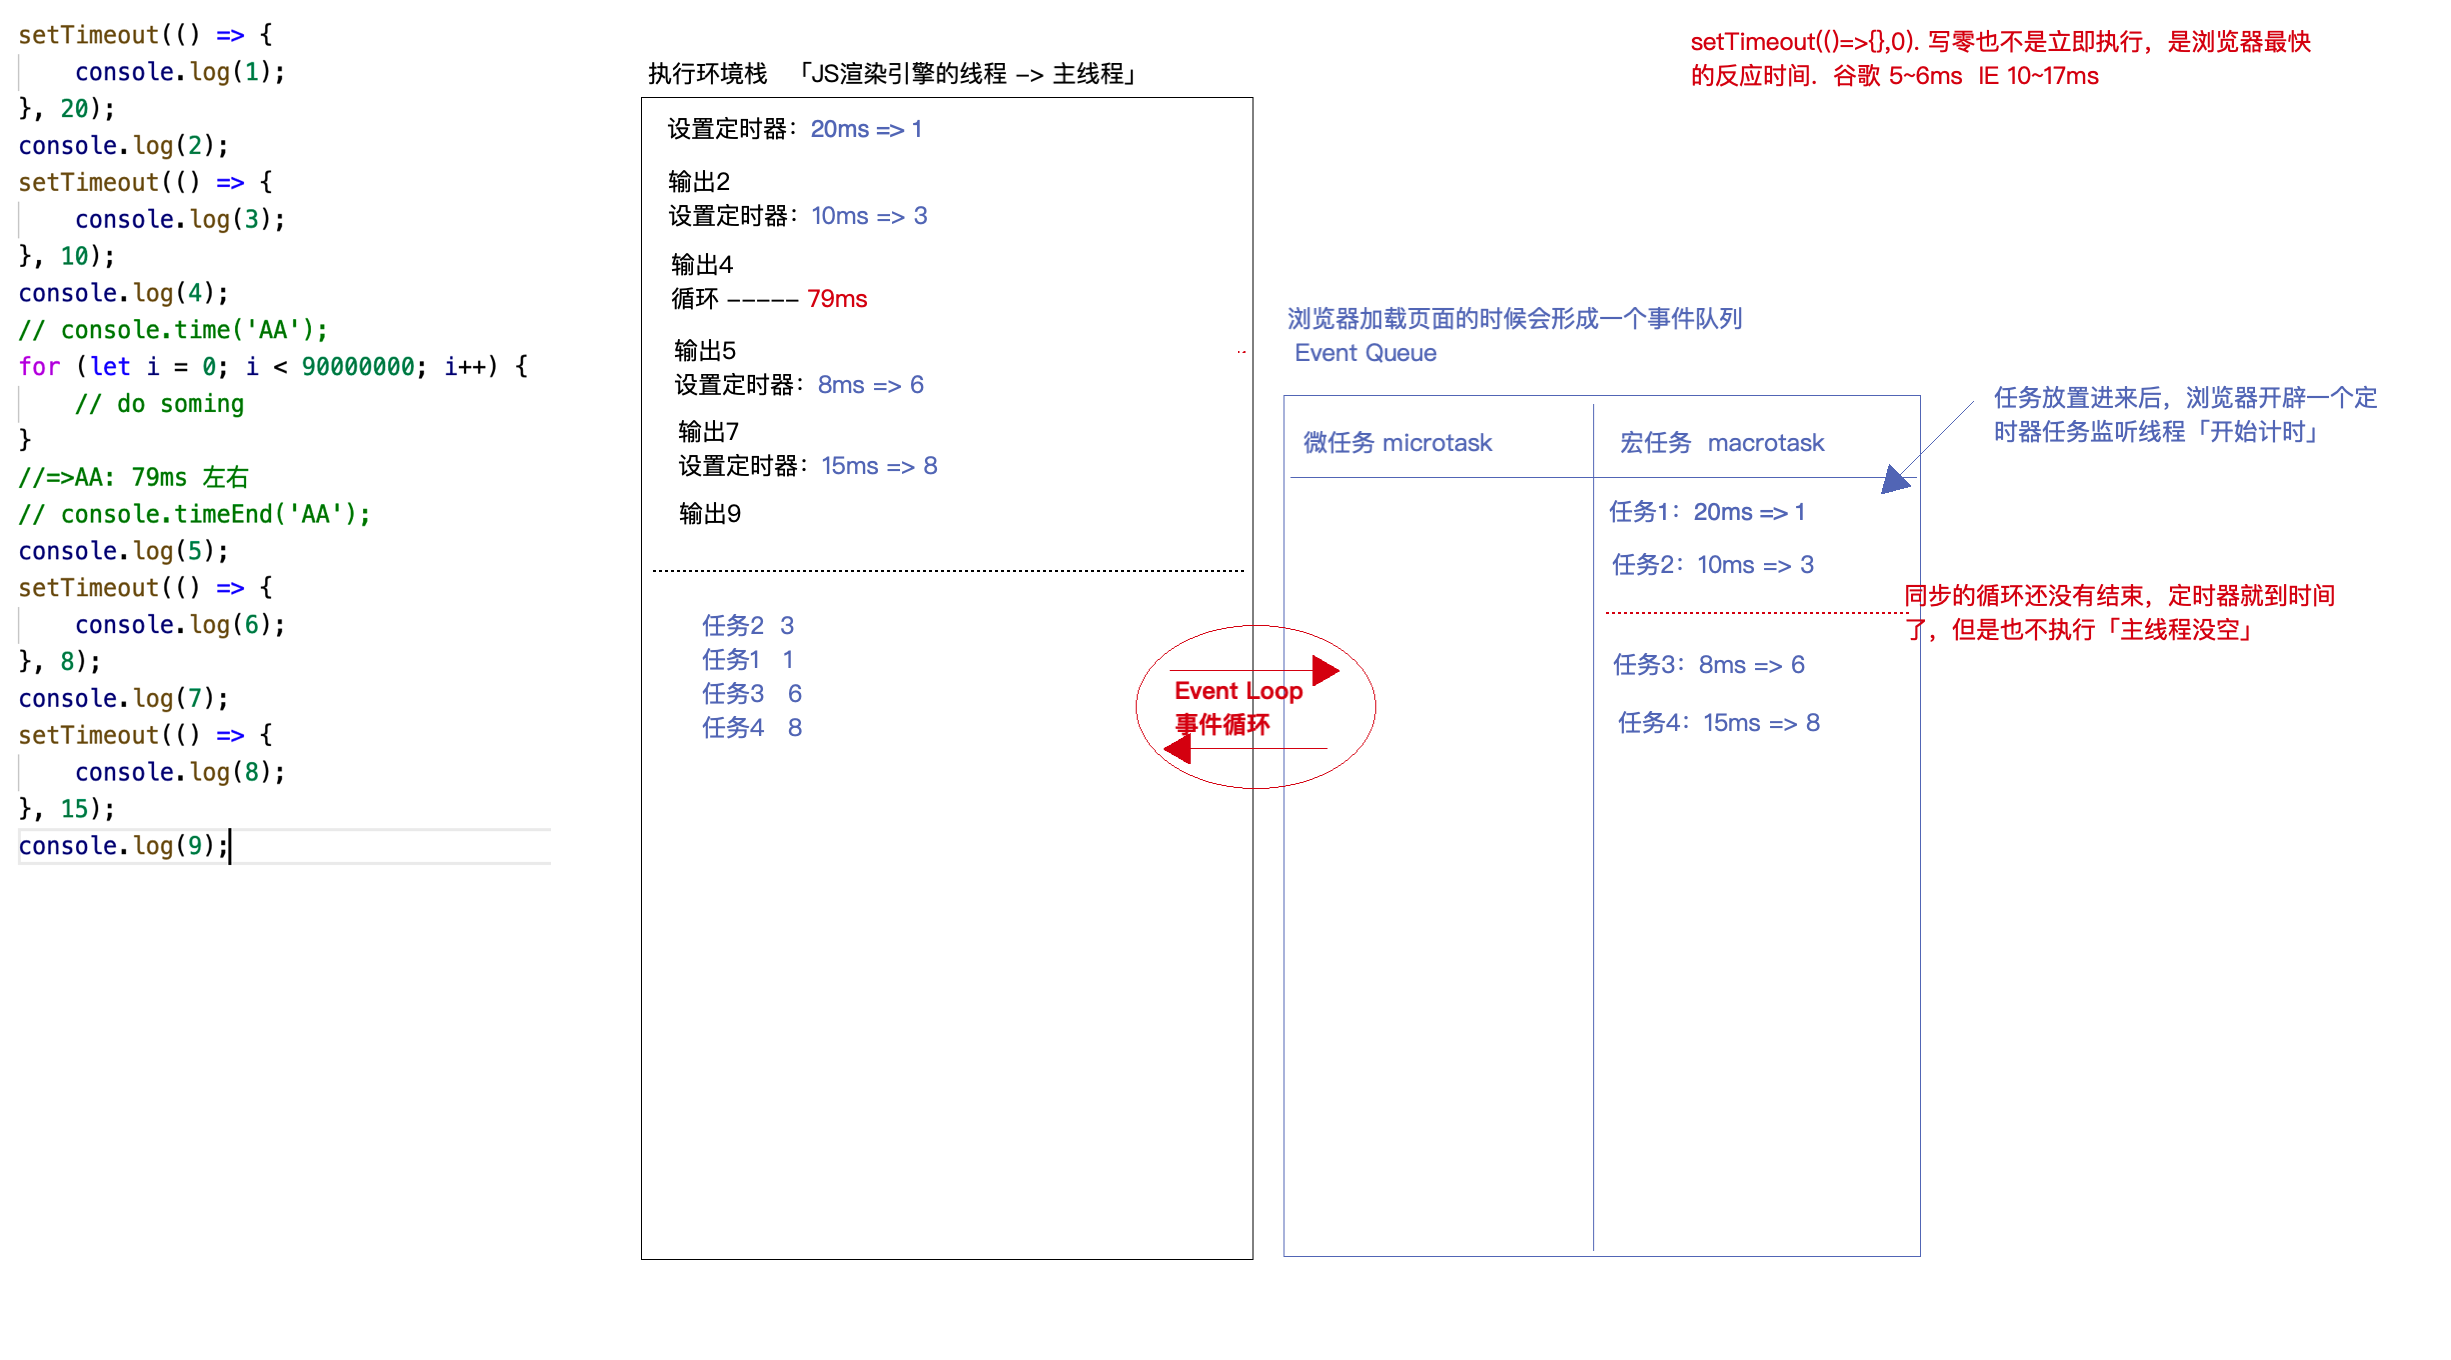 setTimeout(() => {
    console.log(1);
}, 20);
console.log(2);
setTimeout(() => {
    console.log(3);
}, 10);
console.log(4);
// console.time('AA');
for (let i = 0; i < 90000000; i++) {
    // do soming
}
//=>AA: 79ms 左右
// console.timeEnd('AA');
console.log(5);
setTimeout(() => {
    console.log(6);
}, 8);
console.log(7);
setTimeout(() => {
    console.log(8);
}, 15);
console.log(9);
执行环境栈 「JS渲染引擎的线程 -> 主线程」
设置定时器：20ms => 1
输出2
设置定时器：10ms => 3
输出4
循环 ----- 79ms
输出5
设置定时器：8ms => 6
输出7
设置定时器：15ms => 8
输出9
任务2 3
任务1 1
任务3 6
任务4 8
Event Loop
事件循环
setTimeout(()=>{},0). 写零也不是立即执行，是浏览器最快
的反应时间. 谷歌 5~6ms IE 10~17ms
浏览器加载页面的时候会形成一个事件队列
Event Queue
微任务 microtask
宏任务 macrotask
任务1：20ms => 1
任务2：10ms => 3
任务3：8ms => 6
任务4：15ms => 8
任务放置进来后，浏览器开辟一个定
时器任务监听线程「开始计时」
同步的循环还没有结束，定时器就到时间
了，但是也不执行「主线程没空」